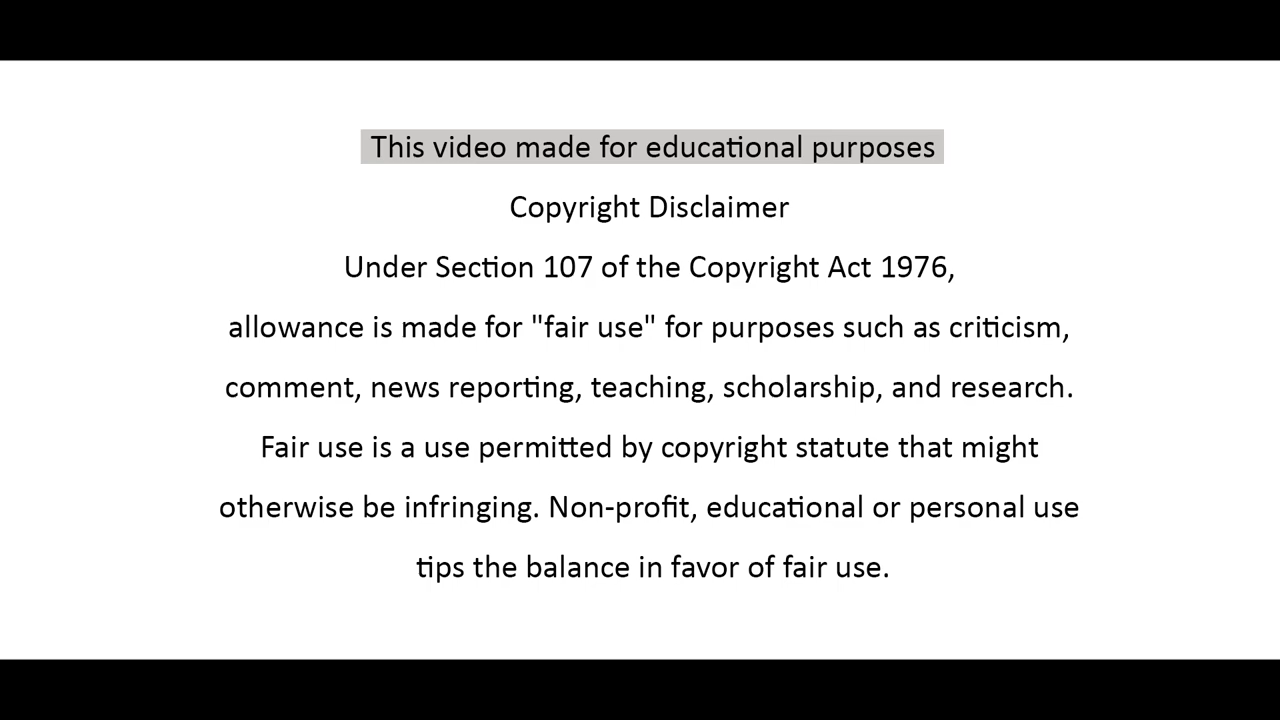 This video made for educational purposes
Copyright Disclaimer
Under Section 107 of the Copyright Act 1976,
allowance is made for "fair use" for purposes such as criticism,
comment, news reporting, teaching, scholarship, and research.
Fair use is a use permitted by copyright statute that might
otherwise be infringing. Non-profit, educational or personal use
tips the balance in favor of fair use.